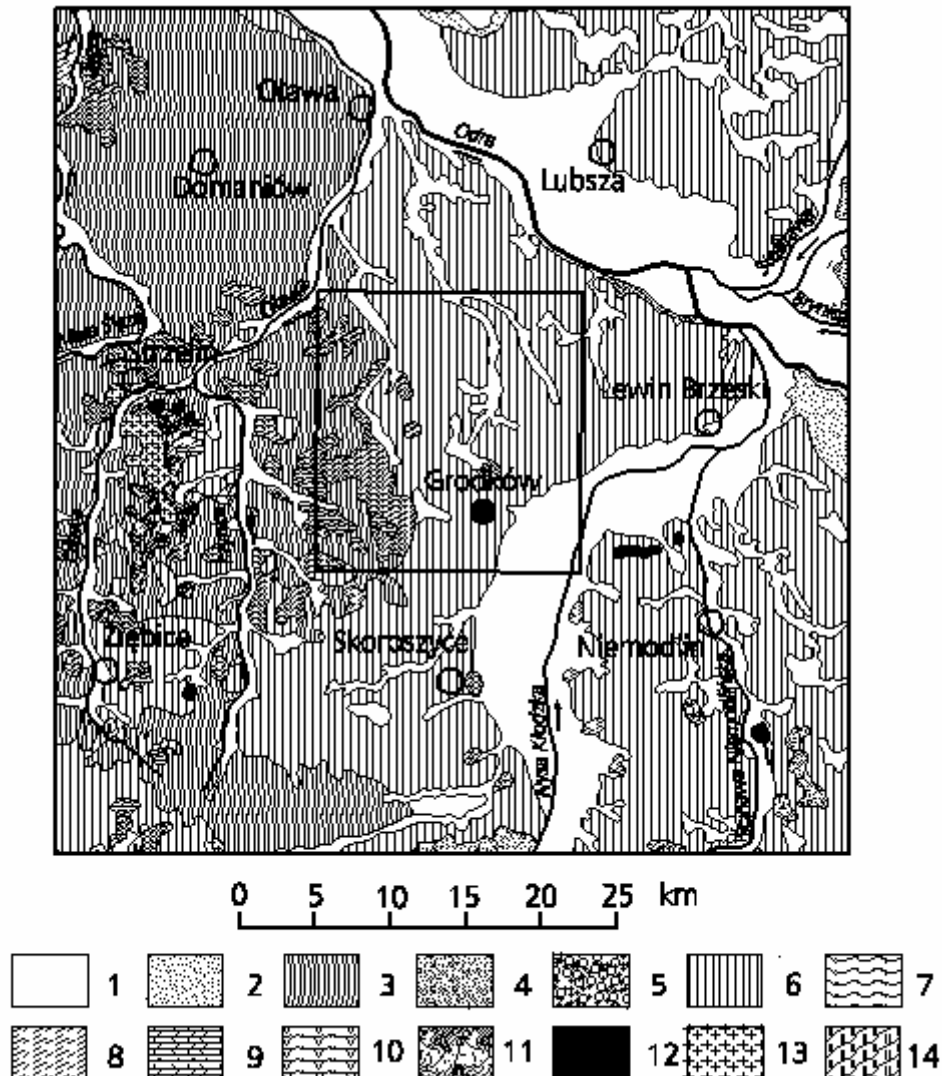 Oława
Odra
Domaniów
Lubsza
Lewin Brzeski
Grodków
Ziębice
Skoroszyce
Niemodlin
Nysa Kłodzka
0 5 10 15 20 25 km
1 2 3 4 5 6 7
8 9 10 11 12 13 14